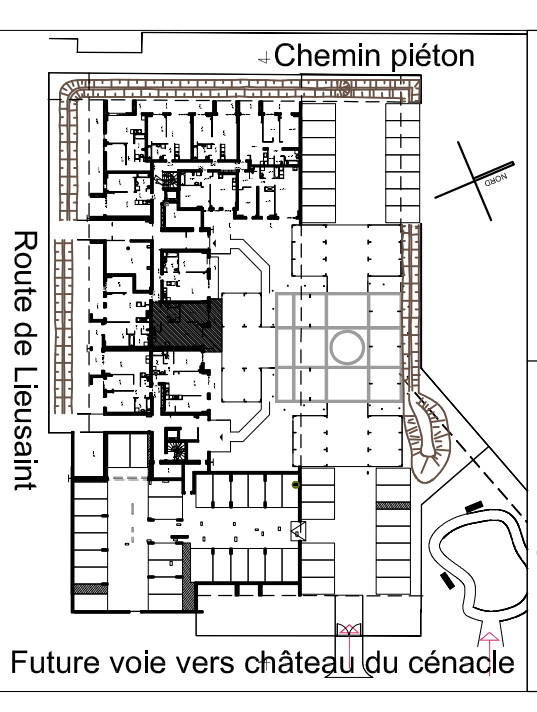 Chemin piéton
NORD
Route de Lieusaint
Future voie vers château du cénacle